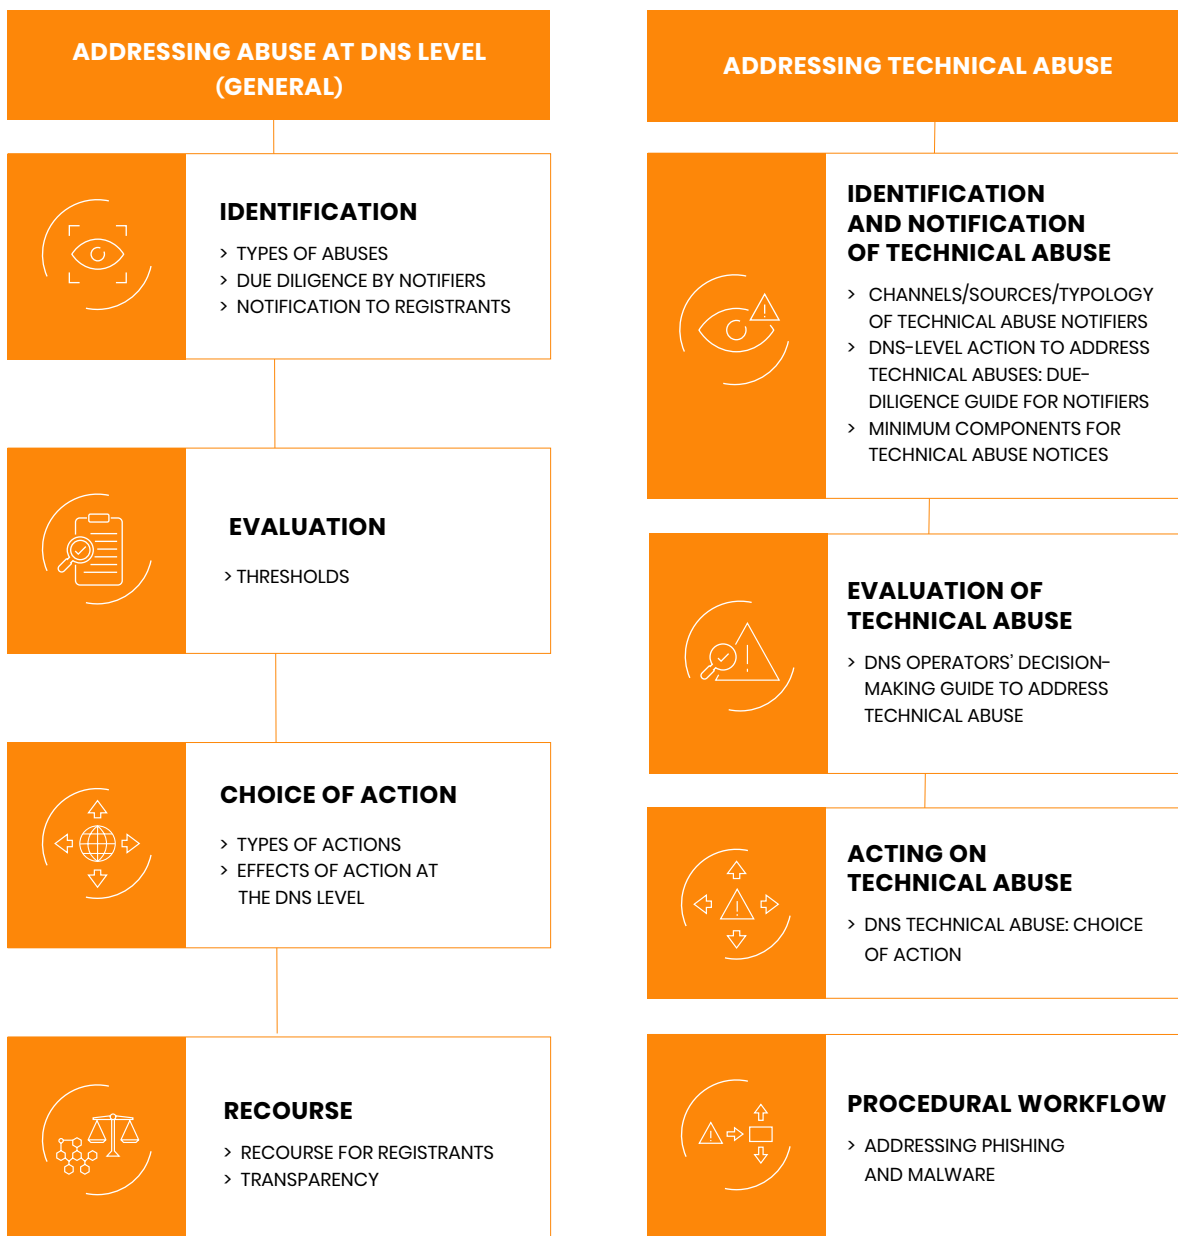 ADDRESSING ABUSE AT DNS LEVEL
(GENERAL)
IDENTIFICATION
> TYPES OF ABUSES
> DUE DILIGENCE BY NOTIFIERS
> NOTIFICATION TO REGISTRANTS
EVALUATION
> THRESHOLDS
CHOICE OF ACTION
> TYPES OF ACTIONS
> EFFECTS OF ACTION AT
THE DNS LEVEL
RECOURSE
> RECOURSE FOR REGISTRANTS
> TRANSPARENCY
ADDRESSING TECHNICAL ABUSE
IDENTIFICATION
AND NOTIFICATION
OF TECHNICAL ABUSE
> CHANNELS/SOURCES/TYPOLOGY
OF TECHNICAL ABUSE NOTIFIERS
> DNS-LEVEL ACTION TO ADDRESS
TECHNICAL ABUSES: DUE-
DILIGENCE GUIDE FOR NOTIFIERS
> MINIMUM COMPONENTS FOR
TECHNICAL ABUSE NOTICES
EVALUATION OF
TECHNICAL ABUSE
> DNS OPERATORS’ DECISION-
MAKING GUIDE TO ADDRESS
TECHNICAL ABUSE
ACTING ON
TECHNICAL ABUSE
> DNS TECHNICAL ABUSE: CHOICE
OF ACTION
PROCEDURAL WORKFLOW
> ADDRESSING PHISHING
AND MALWARE